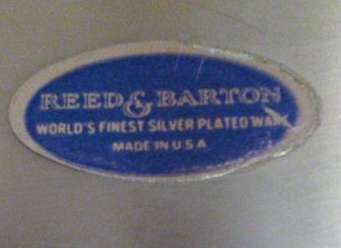 REED & BARTON
WORLD'S FINEST SILVER PLATED WARE
MADE IN U S A